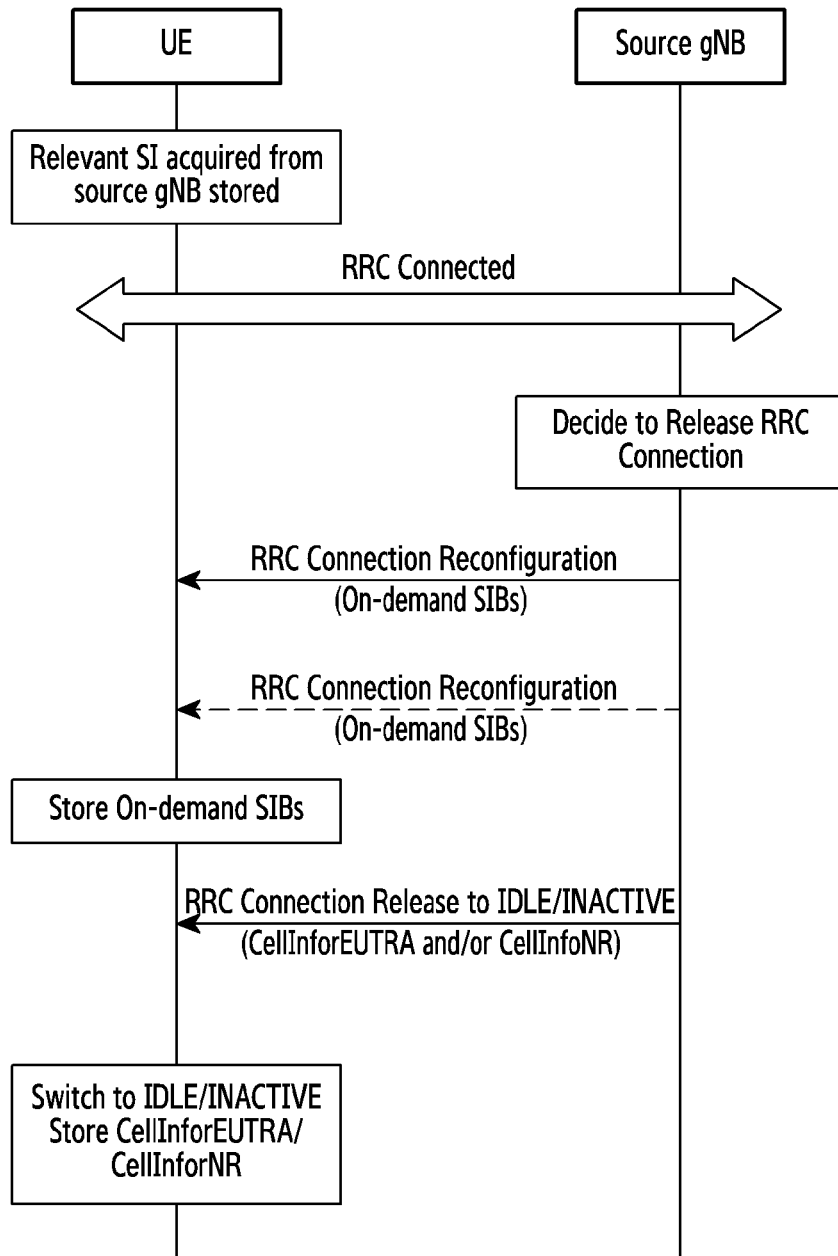 UE
Source gNB
Relevant SI acquired from
source gNB stored
RRC Connected
Decide to Release RRC
Connection
RRC Connection Reconfiguration
(On-demand SIBs)
RRC Connection Reconfiguration
(On-demand SIBs)
Store On-demand SIBs
RRC Connection Release to IDLE/INACTIVE
(CellInforEUTRA and/or CellInfoNR)
Switch to IDLE/INACTIVE
Store CellInforEUTRA/
CellInforNR